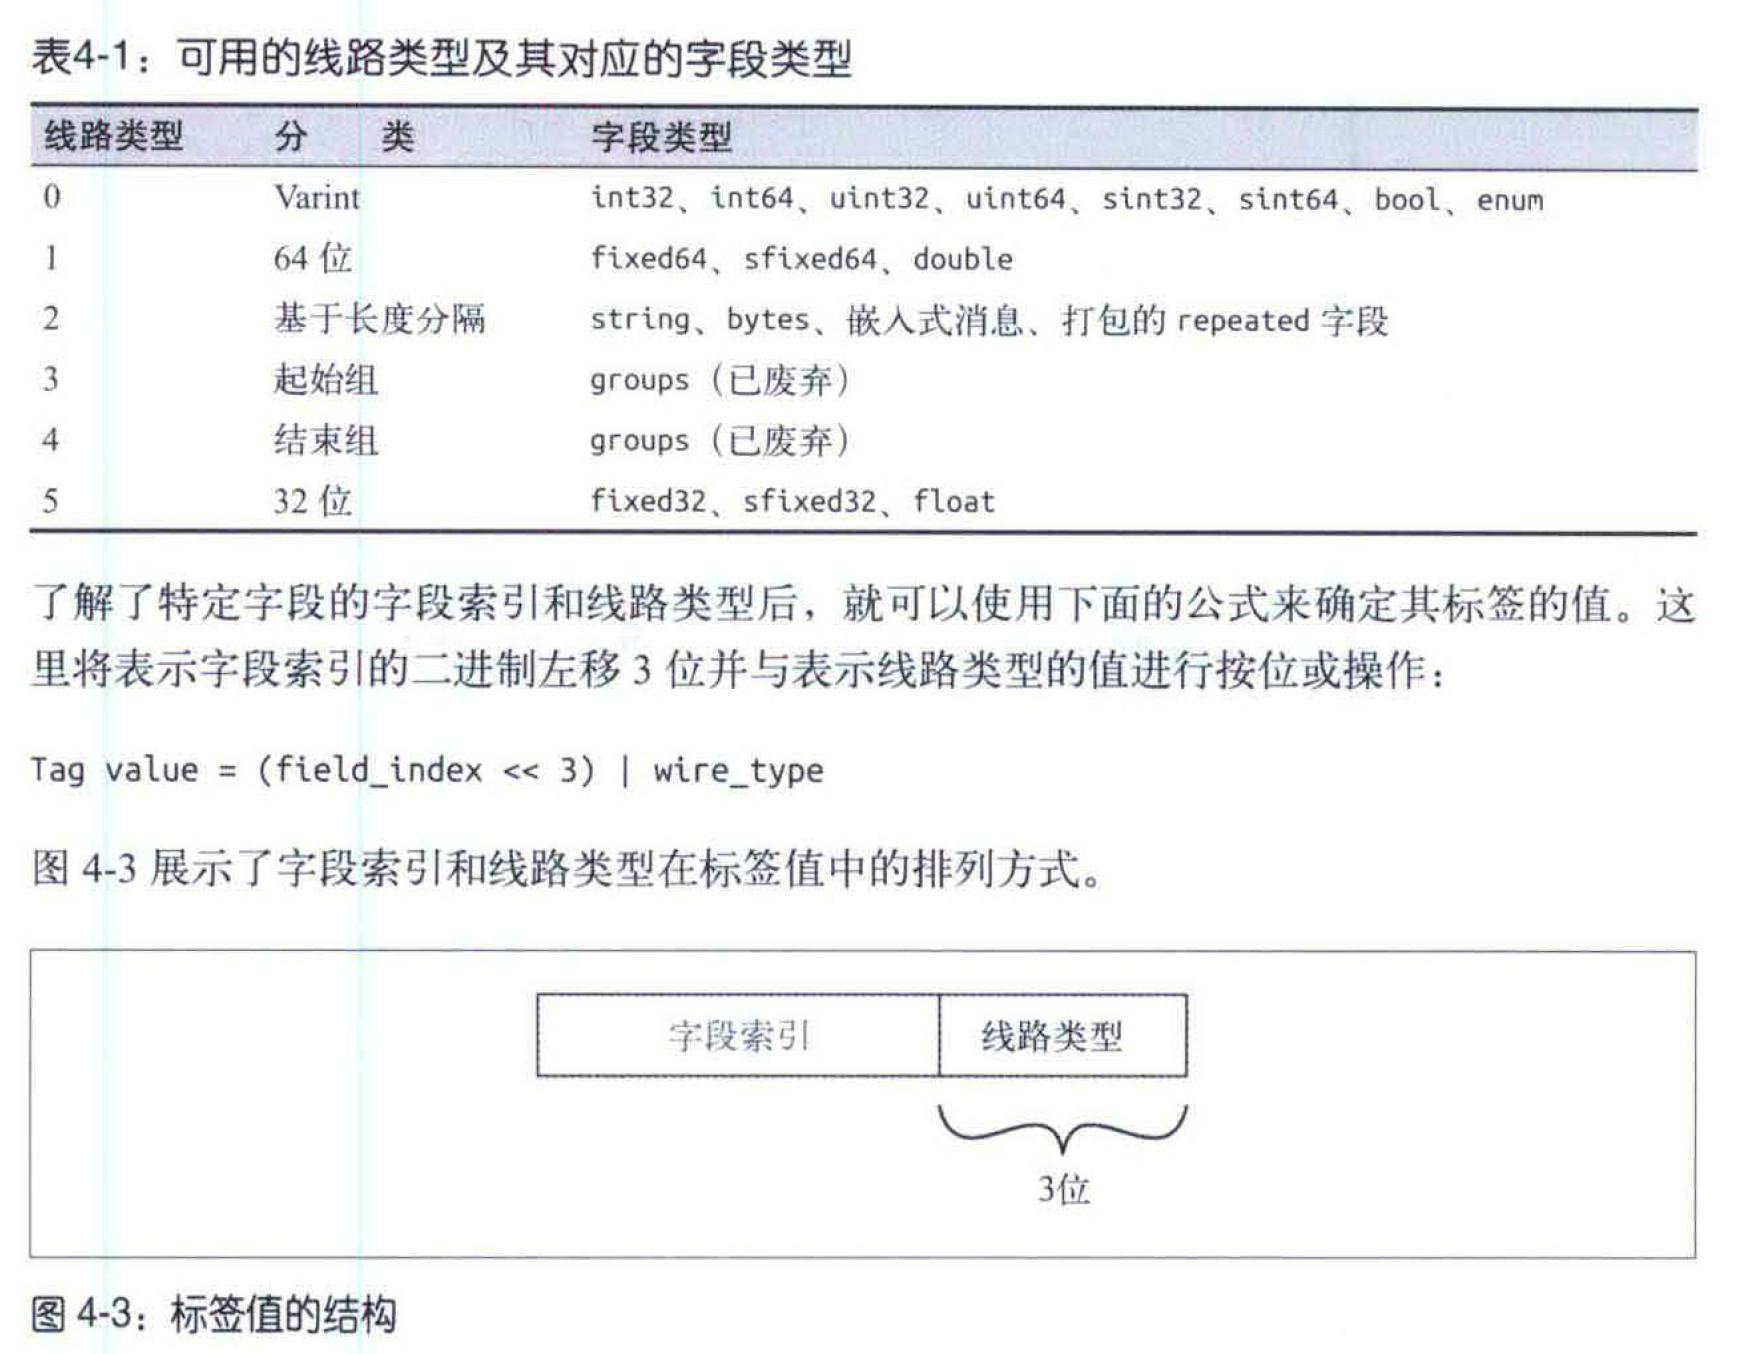 表4-1：可用的线路类型及其对应的字段类型
线路类型 分 类 字段类型
0 Varint int32、int64、uint32、uint64、sint32、sint64、bool、enum
1 64 位 fixed64、sfixed64、double
2 基于长度分隔 string、bytes、嵌入式消息、打包的 repeated 字段
3 起始组 groups（已废弃）
4 结束组 groups（已废弃）
5 32 位 fixed32、sfixed32、float
了解了特定字段的字段索引和线路类型后，就可以使用下面的公式来确定其标签的值。这
里将表示字段索引的二进制左移 3 位并与表示线路类型的值进行按位或操作：
Tag value = (field_index << 3) | wire_type
图 4-3 展示了字段索引和线路类型在标签值中的排列方式。
字段索引 线路类型
3位
图 4-3：标签值的结构